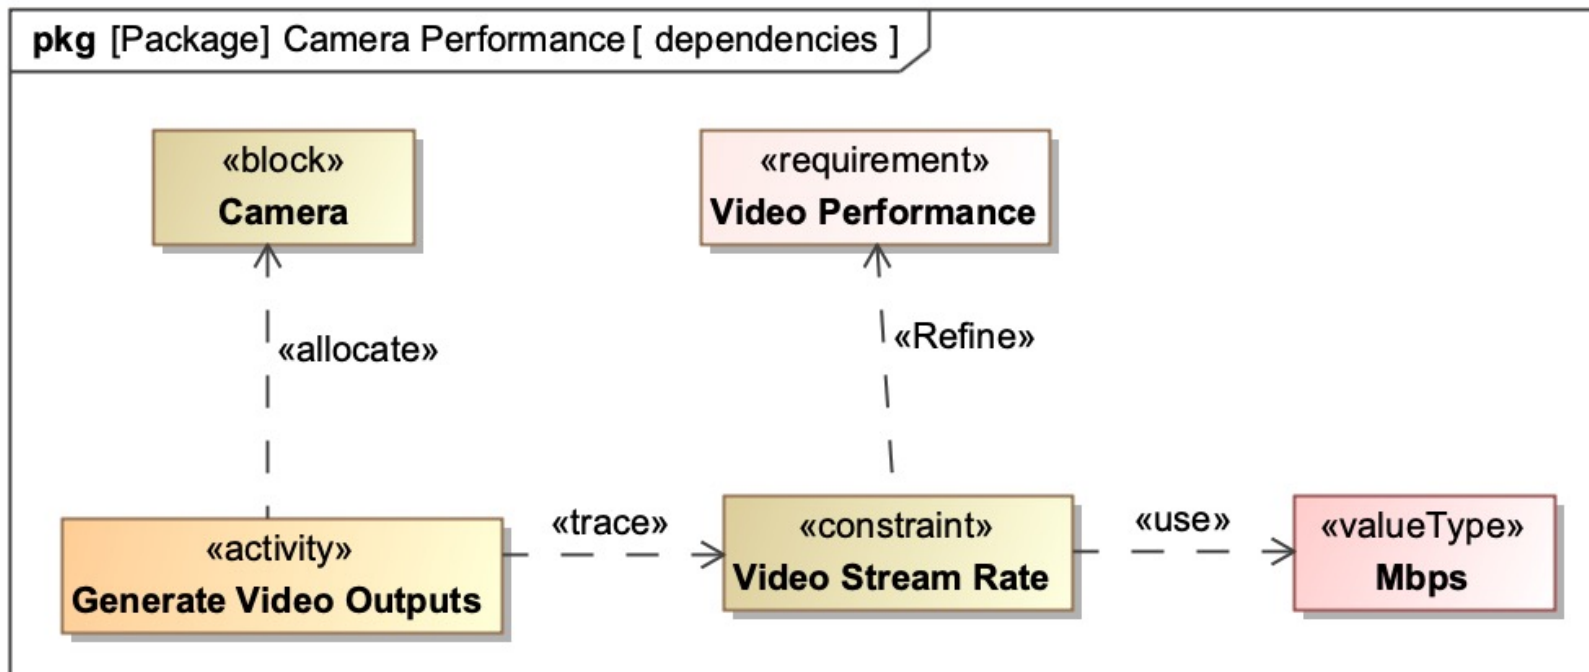 pkg [Package] Camera Performance [ dependencies ]
«block»
Camera
«requirement»
Video Performance
«allocate»
«Refine»
«activity»
Generate Video Outputs
«trace»
«constraint»
Video Stream Rate
«use»
«valueType»
Mbps